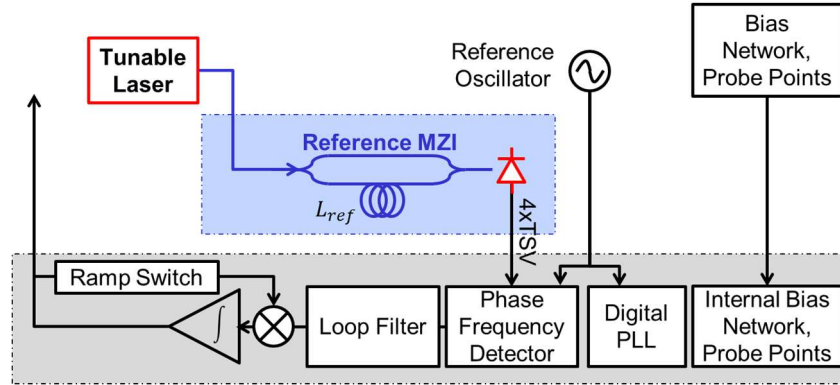 Tunable
Laser
Reference
Oscillator
Bias
Network,
Probe Points
Reference MZI
L_ref
4xTSV
Ramp Switch
∫
Loop Filter
Phase
Frequency
Detector
Digital
PLL
Internal Bias
Network,
Probe Points